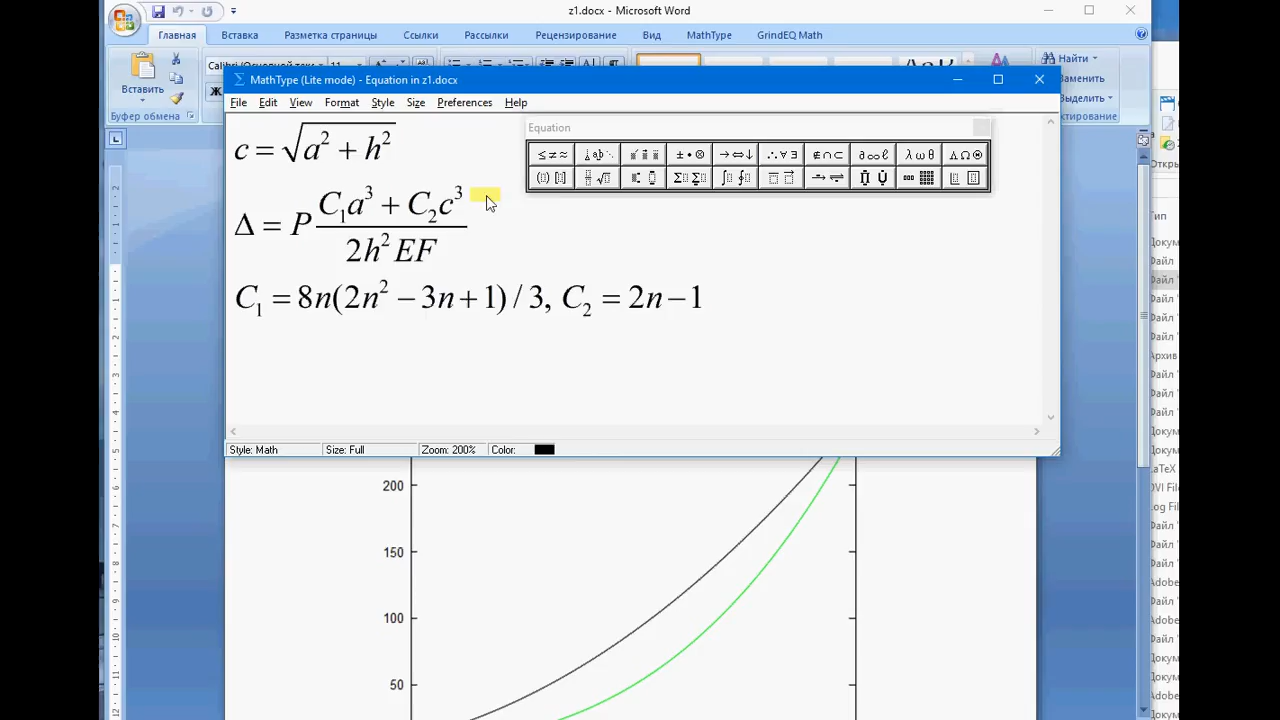 z1.docx - Microsoft Word
Главная Вставка Разметка страницы Ссылки Рассылки Рецензирование Вид MathType GrindEQ Math
Вставить
Ж
Найти
Заменить
Выделить
Буфер обмена
MathType (Lite mode) - Equation in z1.docx
File Edit View Format Style Size Preferences Help
Equation
≤≠≈ →⇔↓ ∴∀∃ ∉∩⊂ ∂∞ℓ λωθ ΛΩΘ
c = √(a² + h²)
Δ = P (C₁a³ + C₂c³) / (2h²EF)
C₁ = 8n(2n² − 3n + 1) / 3, C₂ = 2n − 1
Style: Math Size: Full Zoom: 200% Color:
200
150
100
50